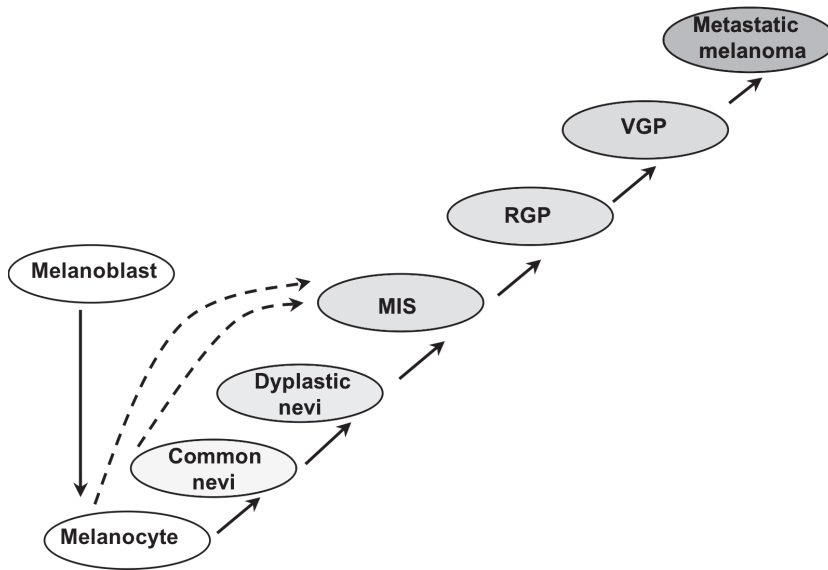 Metastatic
melanoma
VGP
RGP
Melanoblast
MIS
Dyplastic
nevi
Common
nevi
Melanocyte